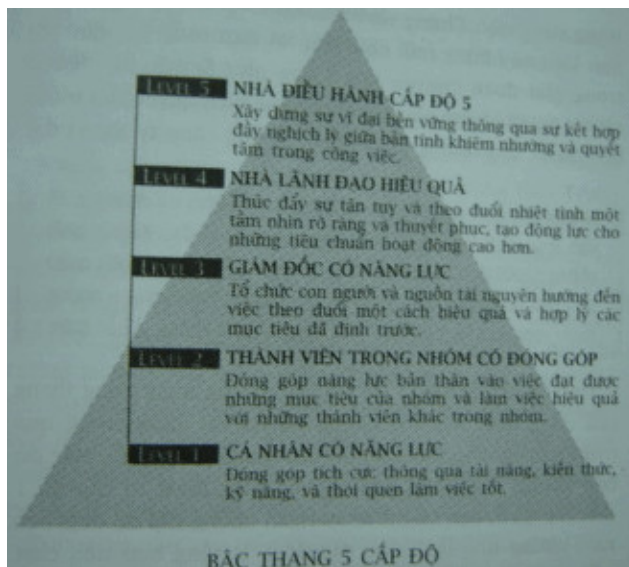 LEVEL 5 NHÀ ĐIỀU HÀNH CẤP ĐỘ 5
Xây dựng sự vĩ đại bền vững thông qua sự kết hợp
đầy nghịch lý giữa bản tính khiêm nhường và quyết
tâm trong công việc.
LEVEL 4 NHÀ LÃNH ĐẠO HIỆU QUẢ
Thúc đẩy sự tận tụy và theo đuổi nhiệt tình một
tầm nhìn rõ ràng và thuyết phục, tạo động lực cho
những tiêu chuẩn hoạt động cao hơn.
LEVEL 3 GIÁM ĐỐC CÓ NĂNG LỰC
Tổ chức con người và nguồn tài nguyên hướng đến
việc theo đuổi một cách hiệu quả và hợp lý các
mục tiêu đã định trước.
LEVEL 2 THÀNH VIÊN TRONG NHÓM CÓ ĐÓNG GÓP
Đóng góp năng lực bản thân vào việc đạt được
những mục tiêu của nhóm và làm việc hiệu quả
với những thành viên khác trong nhóm.
LEVEL 1 CÁ NHÂN CÓ NĂNG LỰC
Đóng góp tích cực thông qua tài năng, kiến thức,
kỹ năng, và thói quen làm việc tốt.
BẬC THANG 5 CẤP ĐỘ